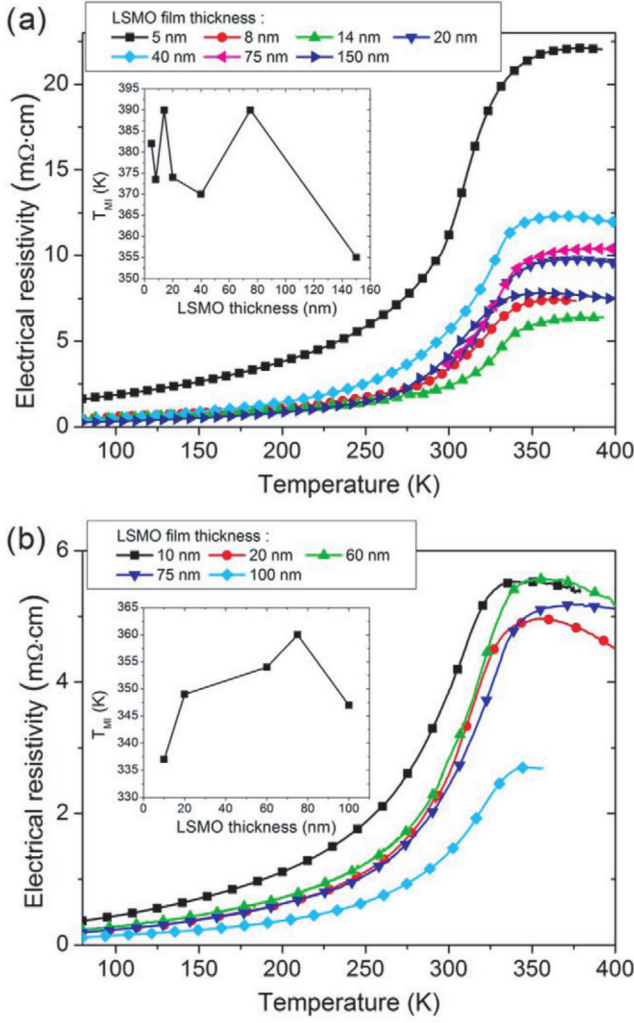 (a)
LSMO film thickness :
5 nm 8 nm 14 nm 20 nm
40 nm 75 nm 150 nm
Electrical resistivity (mΩ·cm)
20
15
10
5
0
T_MI (K)
395
390
385
380
375
370
365
360
355
350
0 20 40 60 80 100 120 140 160
LSMO thickness (nm)
100 150 200 250 300 350 400
Temperature (K)
(b)
LSMO film thickness :
10 nm 20 nm 60 nm
75 nm 100 nm
Electrical resistivity (mΩ·cm)
6
4
2
0
T_MI (K)
365
360
355
350
345
340
335
330
0 20 40 60 80 100
LSMO thickness (nm)
100 150 200 250 300 350 400
Temperature (K)